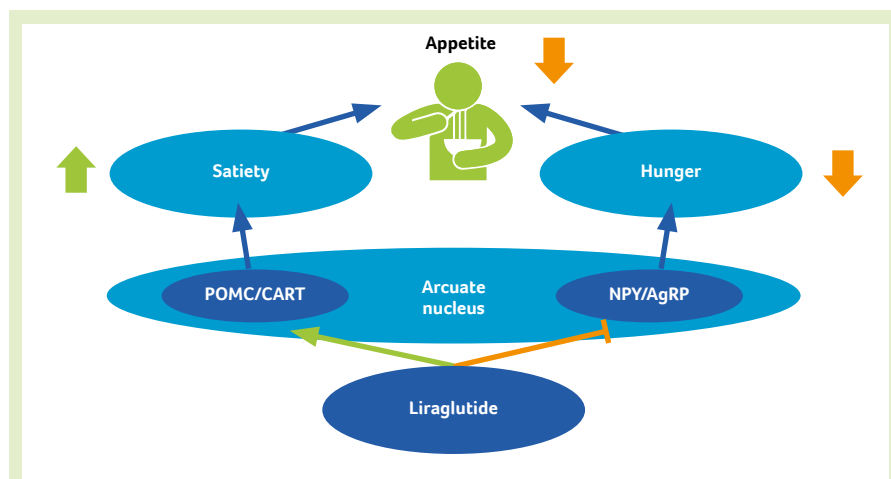 Appetite
Satiety
Hunger
POMC/CART
Arcuate
nucleus
NPY/AgRP
Liraglutide